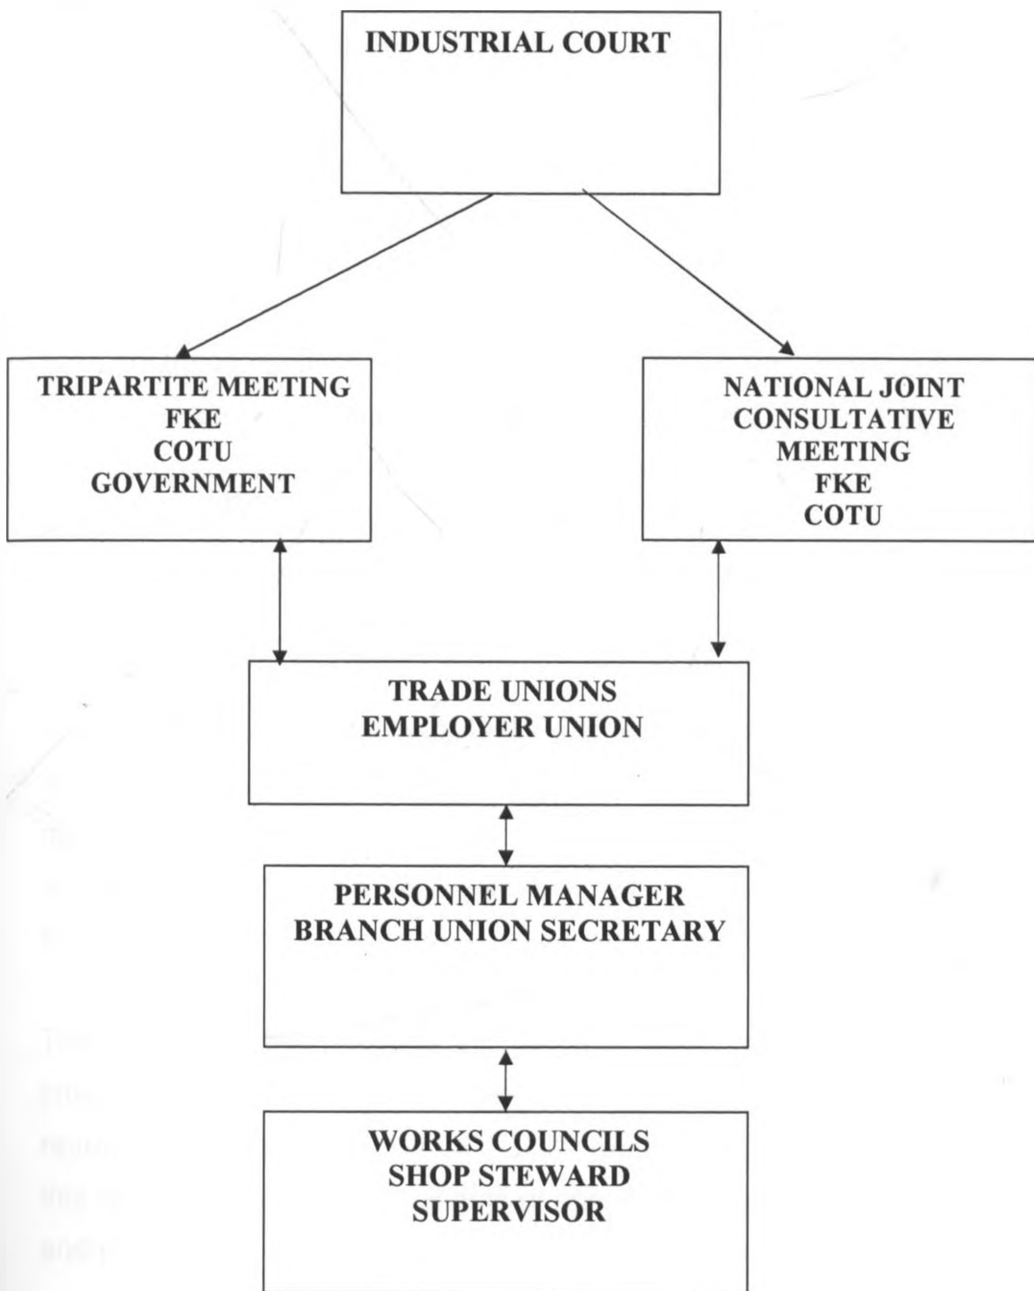 INDUSTRIAL COURT
TRIPARTITE MEETING
FKE
COTU
GOVERNMENT
NATIONAL JOINT
CONSULTATIVE
MEETING
FKE
COTU
TRADE UNIONS
EMPLOYER UNION
PERSONNEL MANAGER
BRANCH UNION SECRETARY
WORKS COUNCILS
SHOP STEWARD
SUPERVISOR